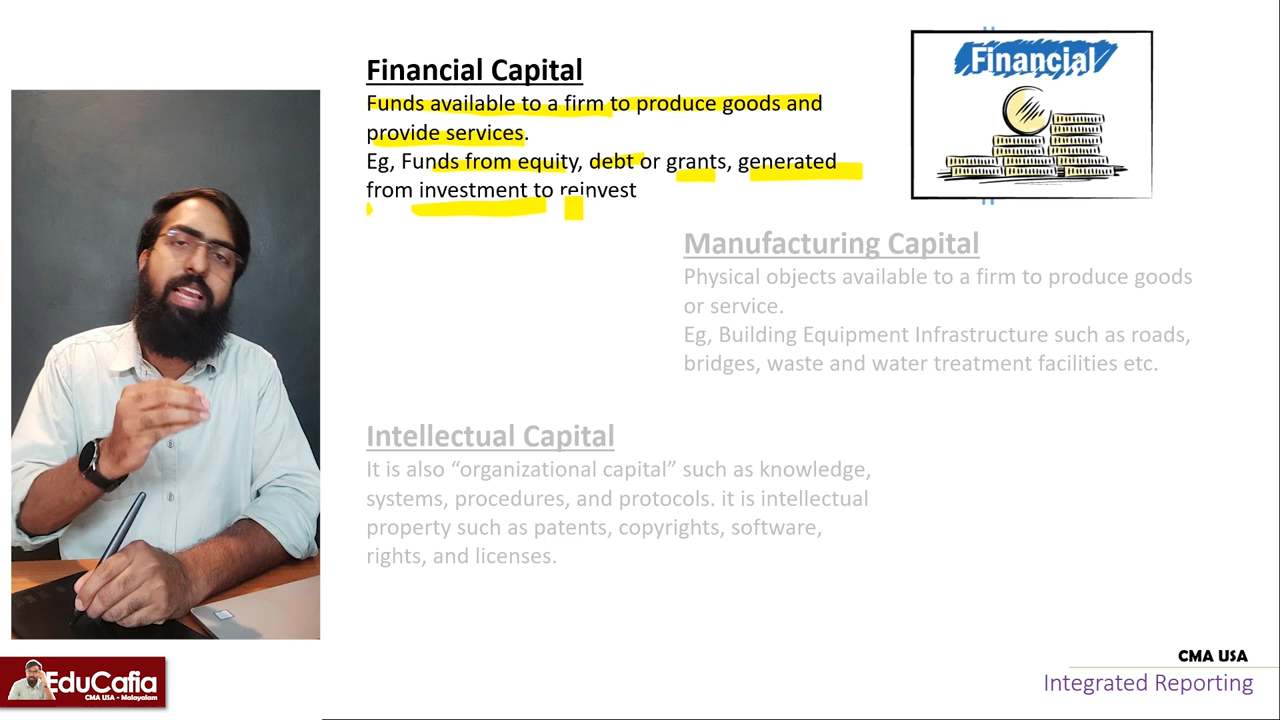 Financial Capital
Funds available to a firm to produce goods and
provide services.
Eg, Funds from equity, debt or grants, generated
from investment to reinvest
Financial
Manufacturing Capital
Physical objects available to a firm to produce goods
or service.
Eg, Building Equipment Infrastructure such as roads,
bridges, waste and water treatment facilities etc.
Intellectual Capital
It is also “organizational capital” such as knowledge,
systems, procedures, and protocols. it is intellectual
property such as patents, copyrights, software,
rights, and licenses.
EduCafia
CMA USA - Malayalam
CMA USA
Integrated Reporting